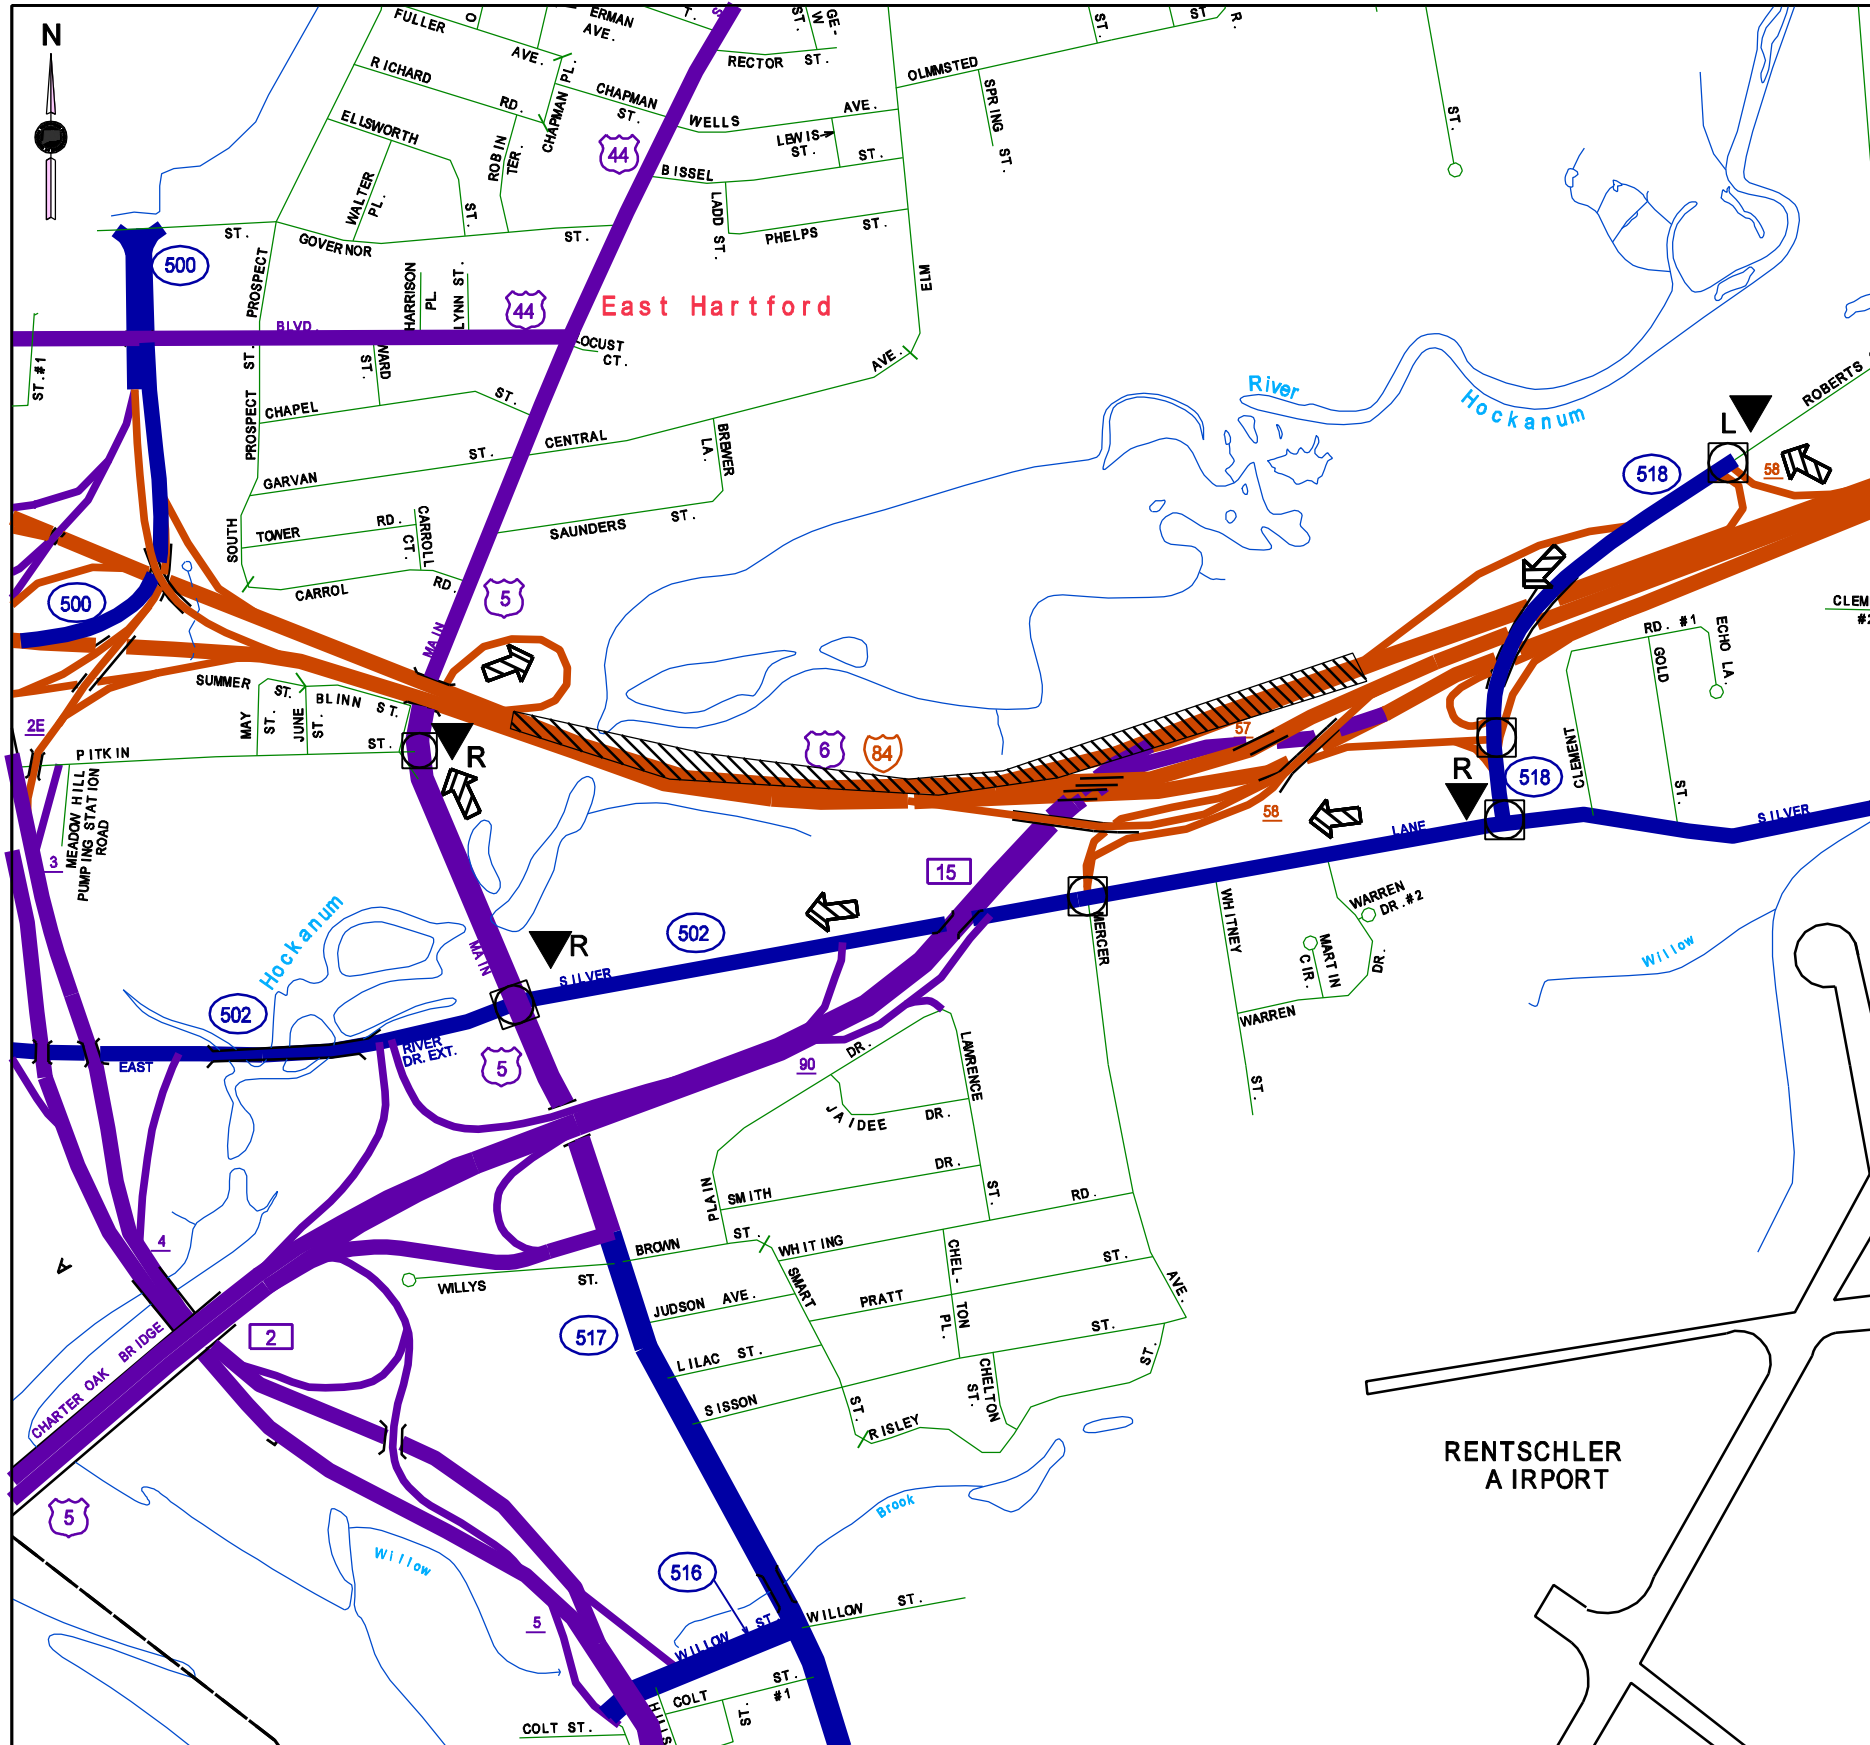 N
FULLER
AVE.
O
ERMAN
AVE.
T.
S
ST.
W
GE-
ST.
ST
R.
RICHARD
RD.
CHAPMAN PL.
CHAPMAN
ST.
RECTOR ST.
OLMMSTED
SPRING ST.
ST.
ELLSWORTH
ST.
WALTER
PL.
ROBIN
TER.
44
WELLS
AVE.
LEWIS
ST.
BISSEL
ST.
LADD ST.
PHELPS
ST.
ELM
AVE.
ST.
GOVERNOR
ST.
500
PROSPECT
ST.
HARRISON
PL.
LYNN ST.
44
East Hartford
BLVD.
LOCUST
CT.
ST.#1
WARD
ST.
PROSPECT
CHAPEL
ST.
CENTRAL
ST.
GARVAN
BREWER
LA.
SAUNDERS
ST.
SOUTH
TOWER
RD.
CARROLL
CT.
CARROL
RD.
River
Hockanum
ROBERTS
L
518
58
500
5
MAIN
SUMMER
ST.
BLINN ST.
MAY
ST.
JUNE
ST.
2E
PITKIN
ST.
R
6
84
57
58
RD. #1
ECHO LA.
GOLD
ST.
CLEMENT
CLEM
#2
R
518
SILVER
LANE
MEADOW HILL
PUMPING STATION
ROAD
3
15
502
SILVER
MAIN
R
Hockanum
502
EAST
RIVER
DR. EXT.
5
MERCER
WHITNEY
ST.
WARREN
DR.#2
MARTIN
CIR.
DR.
WARREN
Willow
90
DR.
LAWRENCE
ST.
JAIDEE
DR.
DR.
SMITH
PLAIN
RD.
WHITING
BROWN
ST.
WILLYS
ST.
SMART
ST.
CHEL-
TON
PL.
JUDSON AVE.
PRATT
ST.
AVE.
LILAC ST.
ST.
SISSON
CHELTON
ST.
ST.
RISLEY
4
A
CHARTER OAK BRIDGE
2
517
5
RENTSCHLER
AIRPORT
Brook
Willow
516
5
WILLOW ST.
WILLOW
ST.
COLT
ST.
#1
ST.
HILLS
COLT ST.